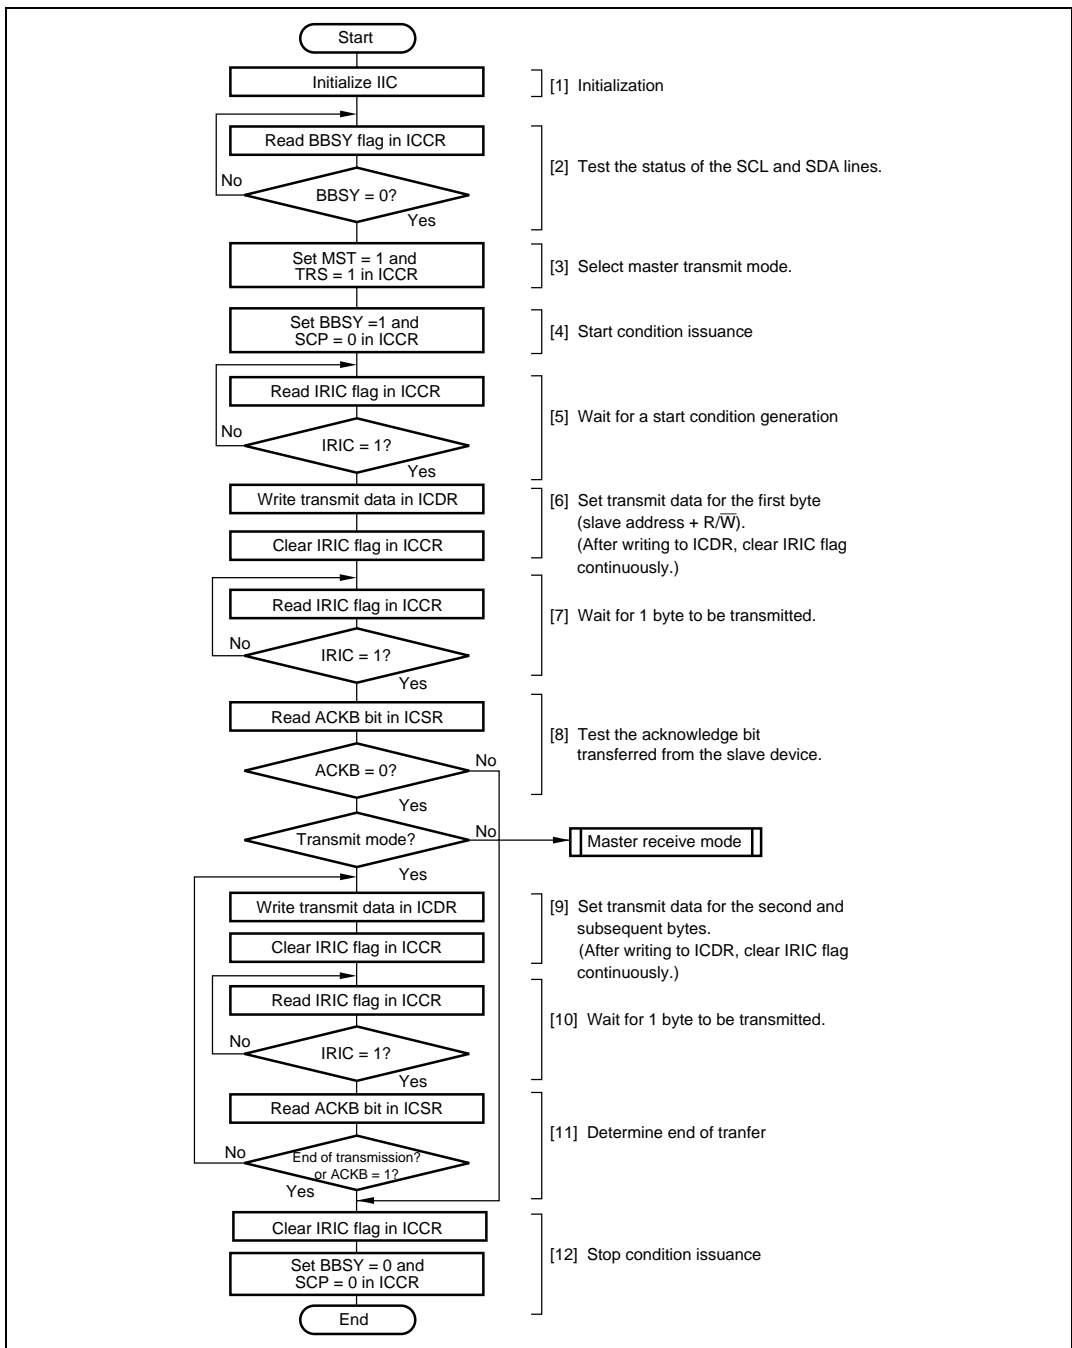 Start
Initialize IIC
[1] Initialization
Read BBSY flag in ICCR
[2] Test the status of the SCL and SDA lines.
No
BBSY = 0?
Yes
Set MST = 1 and
TRS = 1 in ICCR
[3] Select master transmit mode.
Set BBSY =1 and
SCP = 0 in ICCR
[4] Start condition issuance
Read IRIC flag in ICCR
[5] Wait for a start condition generation
No
IRIC = 1?
Yes
Write transmit data in ICDR
[6] Set transmit data for the first byte
(slave address + R/W̅).
(After writing to ICDR, clear IRIC flag
continuously.)
Clear IRIC flag in ICCR
Read IRIC flag in ICCR
[7] Wait for 1 byte to be transmitted.
No
IRIC = 1?
Yes
Read ACKB bit in ICSR
[8] Test the acknowledge bit
transferred from the slave device.
ACKB = 0?
No
Yes
Transmit mode?
No
Master receive mode
Yes
Write transmit data in ICDR
[9] Set transmit data for the second and
subsequent bytes.
(After writing to ICDR, clear IRIC flag
continuously.)
Clear IRIC flag in ICCR
Read IRIC flag in ICCR
[10] Wait for 1 byte to be transmitted.
No
IRIC = 1?
Yes
Read ACKB bit in ICSR
[11] Determine end of tranfer
No
End of transmission?
or ACKB = 1?
Yes
Clear IRIC flag in ICCR
[12] Stop condition issuance
Set BBSY = 0 and
SCP = 0 in ICCR
End